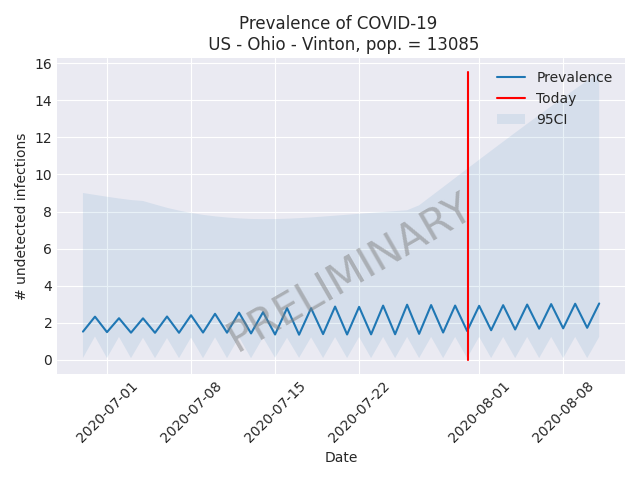 Prevalence of COVID-19
US - Ohio - Vinton, pop. = 13085
# undetected infections
16
14
12
10
8
6
4
2
0
Prevalence
Today
95CI
PRELIMINARY
2020-07-01
2020-07-08
2020-07-15
2020-07-22
2020-08-01
2020-08-08
Date